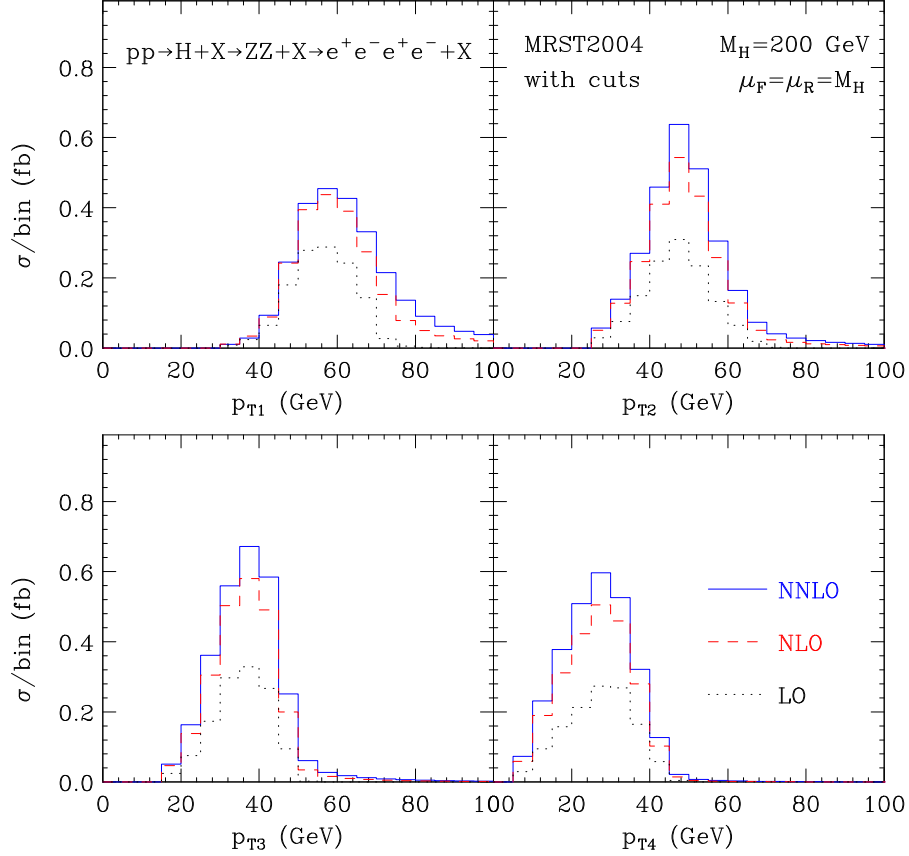 pp→H+X→ZZ+X→e⁺e⁻e⁺e⁻+X
MRST2004 M_H=200 GeV
with cuts μ_F=μ_R=M_H
0.8
0.6
0.4
0.2
0.0
σ/bin (fb)
0 20 40 60 80 100
20 40 60 80 100
p_T1 (GeV)
p_T2 (GeV)
0.8
0.6
0.4
0.2
0.0
σ/bin (fb)
NNLO
NLO
LO
0 20 40 60 80 100
20 40 60 80 100
p_T3 (GeV)
p_T4 (GeV)